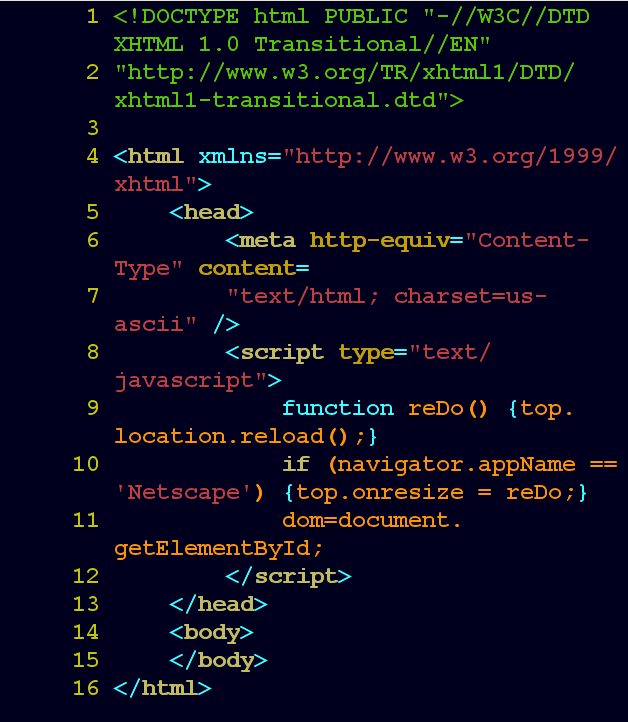 1 <!DOCTYPE html PUBLIC "-//W3C//DTD
XHTML 1.0 Transitional//EN"
2 "http://www.w3.org/TR/xhtml1/DTD/
xhtml1-transitional.dtd">
3
4 <html xmlns="http://www.w3.org/1999/
xhtml">
5     <head>
6         <meta http-equiv="Content-
Type" content=
7         "text/html; charset=us-
ascii" />
8         <script type="text/
javascript">
9             function reDo() {top.
location.reload();}
10             if (navigator.appName ==
'Netscape') {top.onresize = reDo;}
11             dom=document.
getElementById;
12         </script>
13     </head>
14     <body>
15     </body>
16 </html>